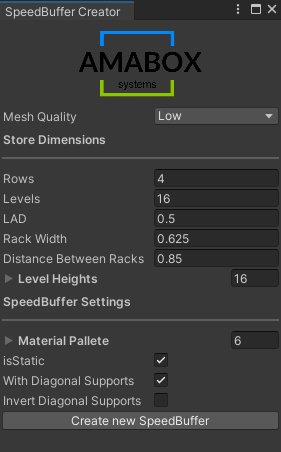 SpeedBuffer Creator
AMABOX
systems
Mesh Quality Low
Store Dimensions
Rows 4
Levels 16
LAD 0.5
Rack Width 0.625
Distance Between Racks 0.85
Level Heights 16
SpeedBuffer Settings
Material Pallete 6
isStatic
With Diagonal Supports
Invert Diagonal Supports
Create new SpeedBuffer